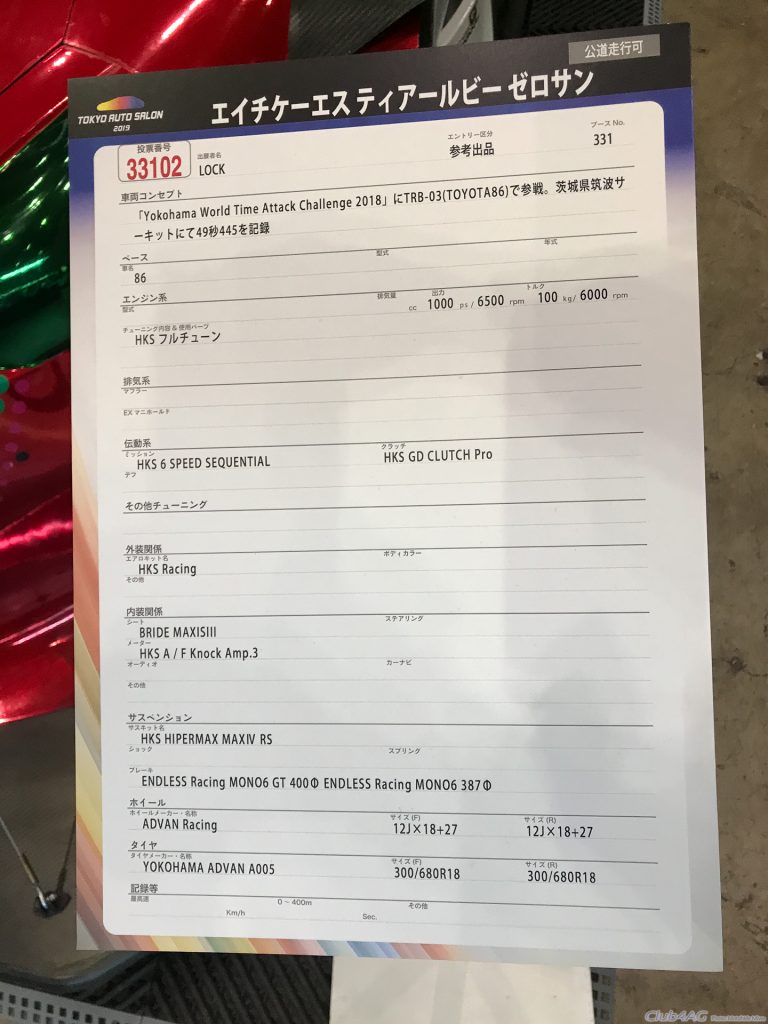 公道走行可
TOKYO AUTO SALON
2019
エイチケーエス ティアールビー ゼロサン
投票番号
33102
出展者名
LOCK
エントリー区分
参考出品
ブース No.
331
車両コンセプト
「Yokohama World Time Attack Challenge 2018」にTRB-03(TOYOTA86)で参戦。茨城県筑波サ
ーキットにて49秒445を記録
ベース
車名
86
型式
年式
エンジン系
型式
排気量
cc
出力
1000 ps / 6500 rpm
トルク
100 kg / 6000 rpm
チューニング内容 & 使用パーツ
HKS フルチューン
排気系
マフラー
EX マニホールド
伝動系
ミッション
HKS 6 SPEED SEQUENTIAL
クラッチ
HKS GD CLUTCH Pro
デフ
その他チューニング
外装関係
エアロキット名
HKS Racing
ボディカラー
その他
内装関係
シート
BRIDE MAXISIII
ステアリング
メーター
HKS A / F Knock Amp.3
オーディオ
カーナビ
その他
サスペンション
サスキット名
HKS HIPERMAX MAXIV RS
ショック
スプリング
ブレーキ
ENDLESS Racing MONO6 GT 400Φ ENDLESS Racing MONO6 387Φ
ホイール
ホイールメーカー・名称
ADVAN Racing
サイズ (F)
12J×18+27
サイズ (R)
12J×18+27
タイヤ
タイヤメーカー・名称
YOKOHAMA ADVAN A005
サイズ (F)
300/680R18
サイズ (R)
300/680R18
記録等
最高速
Km/h
0 ~ 400m
Sec.
その他
Club4AG